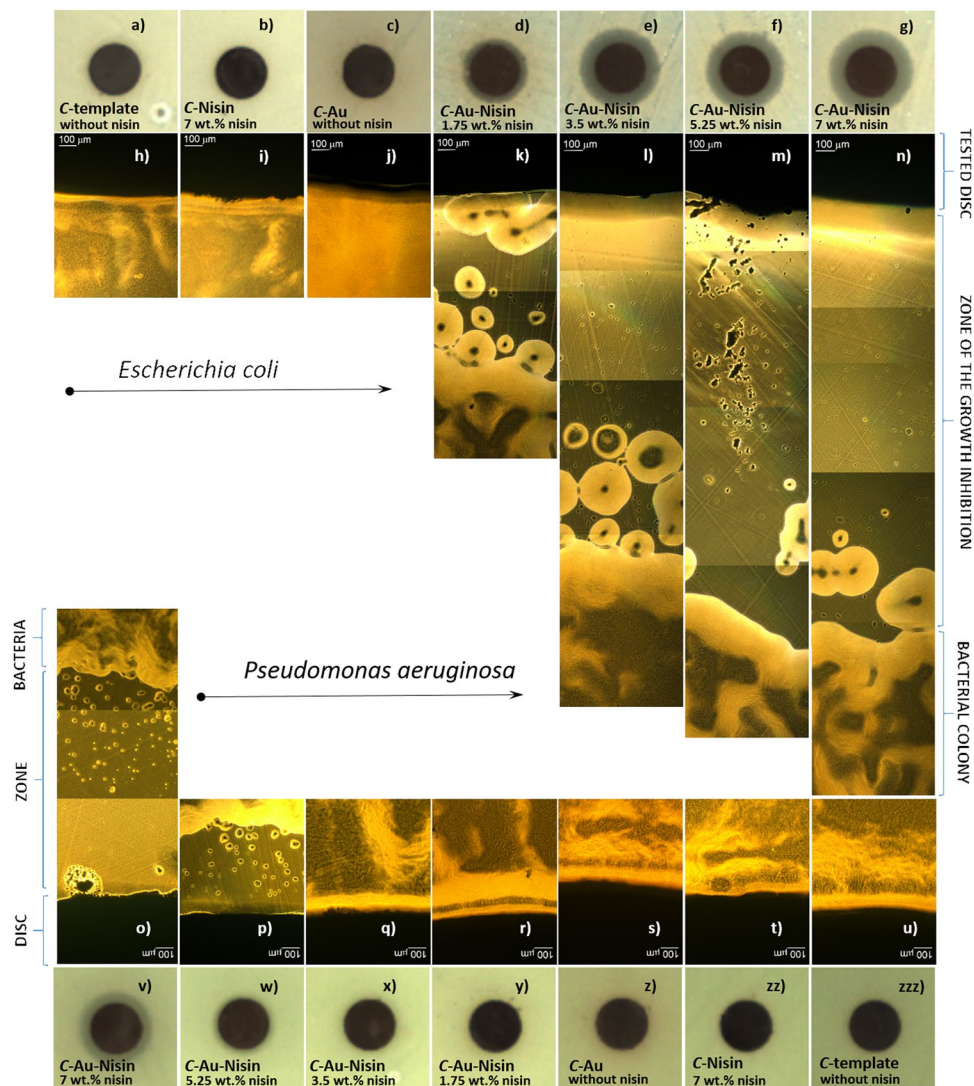 a)
C-template
without nisin
b)
C-Nisin
7 wt.% nisin
c)
C-Au
without nisin
d)
C-Au-Nisin
1.75 wt.% nisin
e)
C-Au-Nisin
3.5 wt.% nisin
f)
C-Au-Nisin
5.25 wt.% nisin
g)
C-Au-Nisin
7 wt.% nisin
100 μm
h)
100 μm
i)
100 μm
j)
100 μm
k)
100 μm
l)
100 μm
m)
100 μm
n)
TESTED DISC
ZONE OF THE GROWTH INHIBITION
BACTERIAL COLONY
Escherichia coli
Pseudomonas aeruginosa
BACTERIA
ZONE
DISC
o)
100 μm
p)
100 μm
q)
100 μm
r)
100 μm
s)
100 μm
t)
100 μm
u)
100 μm
v)
C-Au-Nisin
7 wt.% nisin
w)
C-Au-Nisin
5.25 wt.% nisin
x)
C-Au-Nisin
3.5 wt.% nisin
y)
C-Au-Nisin
1.75 wt.% nisin
z)
C-Au
without nisin
zz)
C-Nisin
7 wt.% nisin
zzz)
C-template
without nisin